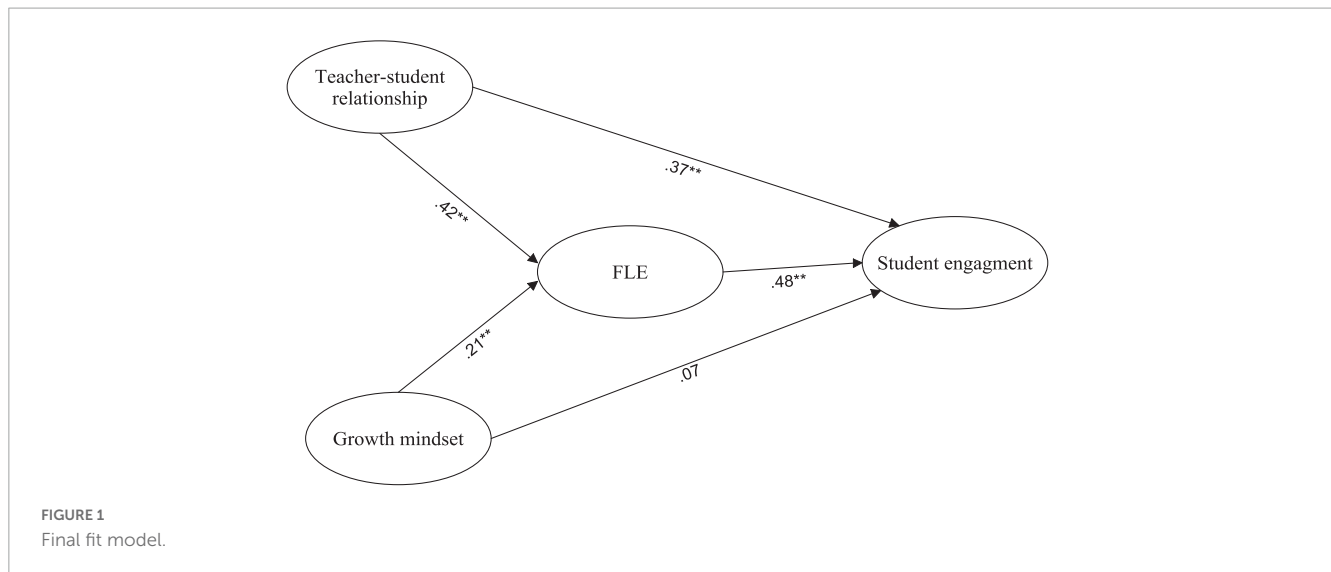 Teacher-student
relationship
.37**
.42**
FLE
Student engagment
.48**
.21**
.07
Growth mindset
FIGURE 1
Final fit model.